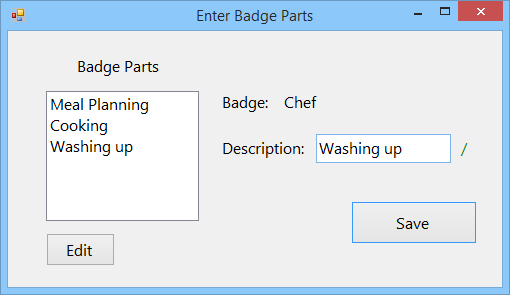 Enter Badge Parts
Badge Parts
Meal Planning
Cooking
Washing up
Edit
Badge: Chef
Description: Washing up /
Save